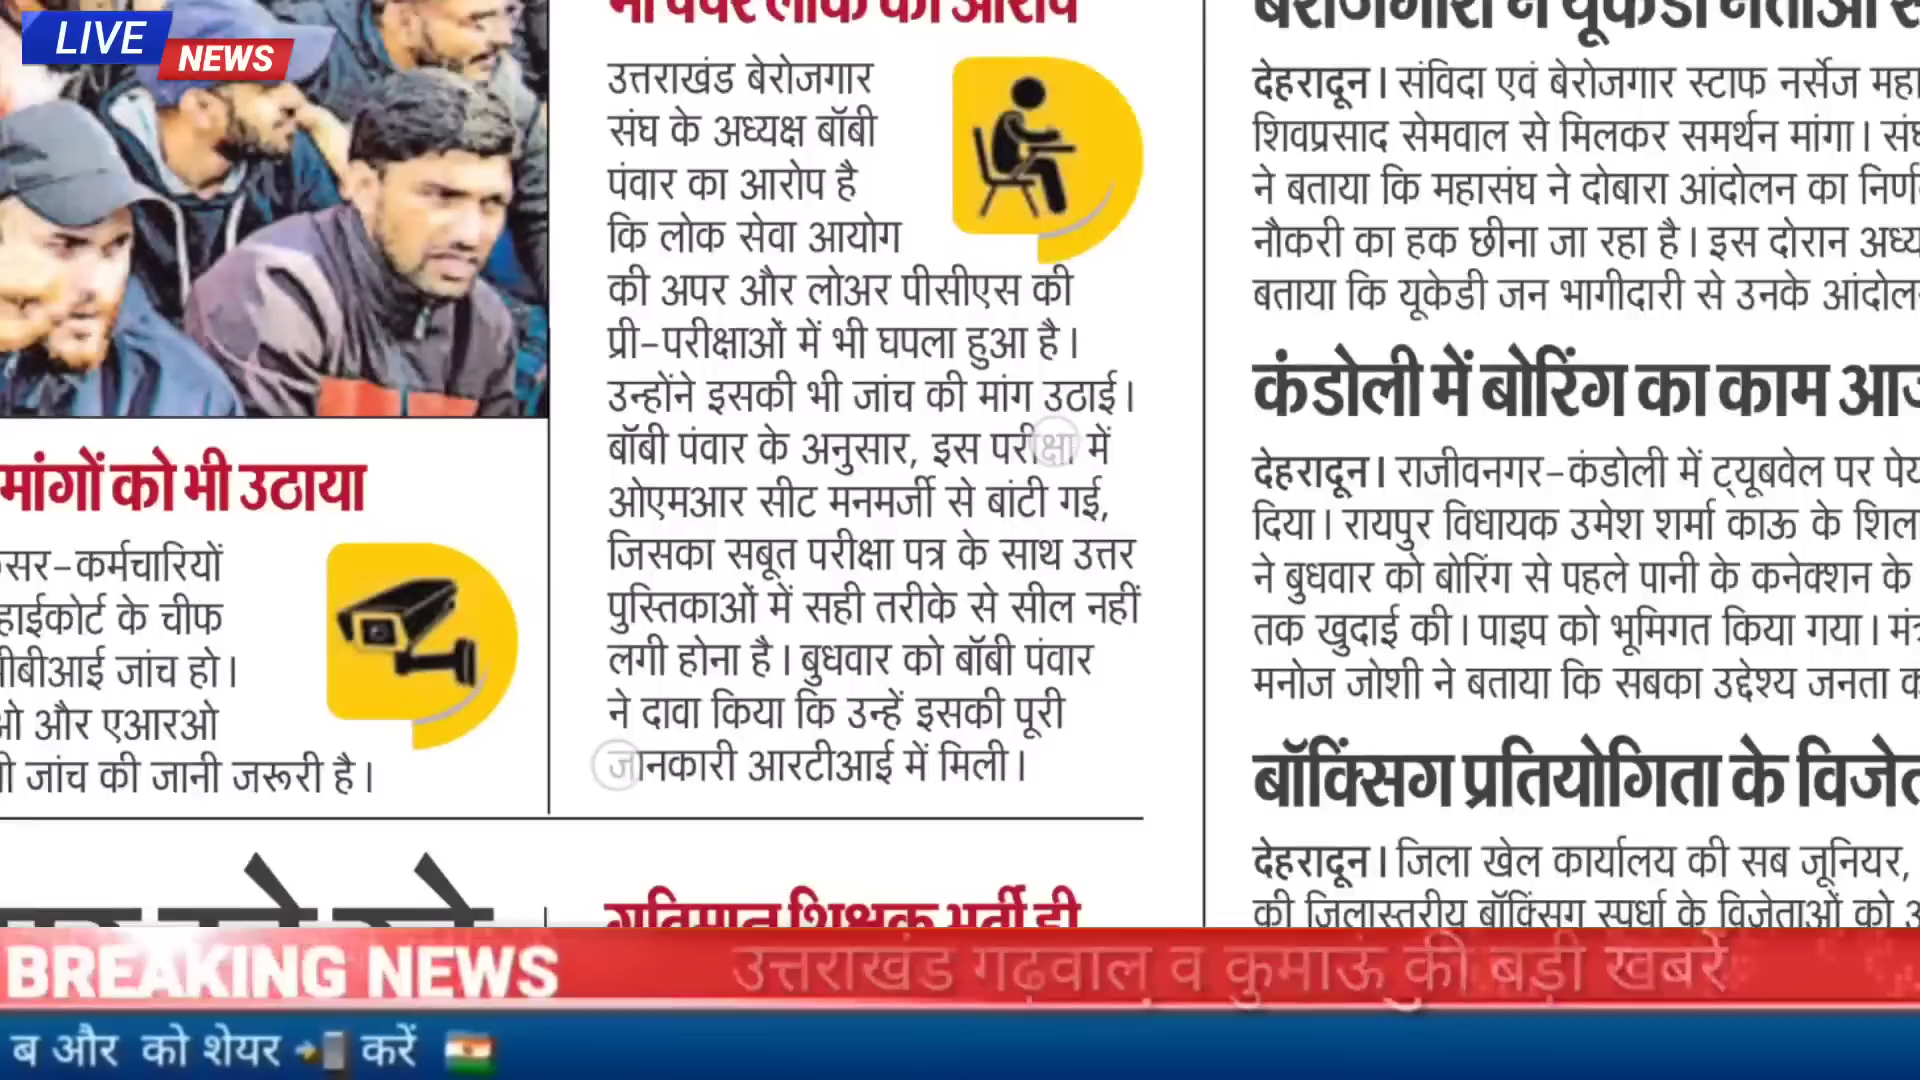 LIVE
NEWS
उत्तराखंड बेरोजगार
संघ के अध्यक्ष बॉबी
पंवार का आरोप है
कि लोक सेवा आयोग
की अपर और लोअर पीसीएस की
प्री-परीक्षाओं में भी घपला हुआ है।
उन्होंने इसकी भी जांच की मांग उठाई।
बॉबी पंवार के अनुसार, इस परीक्षा में
ओएमआर सीट मनमर्जी से बांटी गई,
जिसका सबूत परीक्षा पत्र के साथ उत्तर
पुस्तिकाओं में सही तरीके से सील नहीं
लगी होना है। बुधवार को बॉबी पंवार
ने दावा किया कि उन्हें इसकी पूरी
जानकारी आरटीआई में मिली।
मांगों को भी उठाया
कर्मचारियों
हाईकोर्ट के चीफ
जांच हो।
और एआरओ
जांच की जानी जरूरी है।
देहरादून। संविदा एवं बेरोजगार स्टाफ नर्सेज
शिवप्रसाद सेमवाल से मिलकर समर्थन मांगा।
ने बताया कि महासंघ ने दोबारा आंदोलन का
नौकरी का हक छीना जा रहा है। इस दोरान
बताया कि यूकेडी जन भागीदारी से उनके
कंडोली में बोरिंग का काम
देहरादून। राजीवनगर-कंडोली में ट्यूबवेल पर
दिया। रायपुर विधायक उमेश शर्मा काऊ के
ने बुधवार को बोरिंग से पहले पानी के कनेक्शन के
तक खुदाई की। पाइप को भूमिगत किया गया।
मनोज जोशी ने बताया कि सबका उद्देश्य जनता
बॉक्सिंग प्रतियोगिता के
देहरादून। जिला खेल कार्यालय की सब जूनियर,
की जिलास्तरीय बॉक्सिंग स्पर्धा के विजेताओं को
BREAKING NEWS
उत्तराखंड गढ़वाल व कुमाऊं की बड़ी खबरें
ब और को शेयर करें